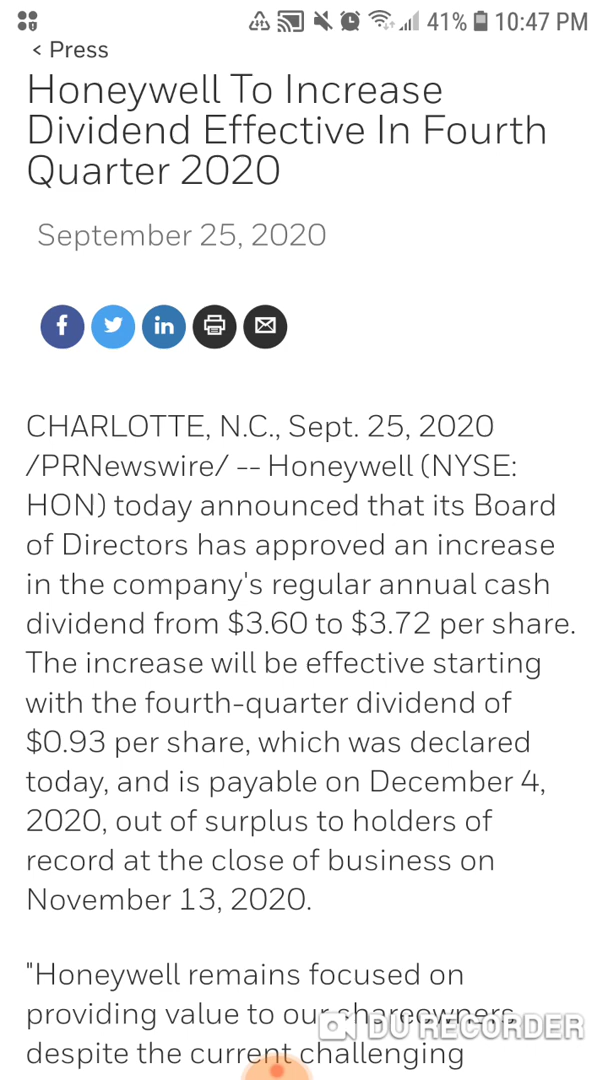 41% 10:47 PM
< Press
Honeywell To Increase
Dividend Effective In Fourth
Quarter 2020
September 25, 2020
f in
CHARLOTTE, N.C., Sept. 25, 2020
/PRNewswire/ -- Honeywell (NYSE:
HON) today announced that its Board
of Directors has approved an increase
in the company's regular annual cash
dividend from $3.60 to $3.72 per share.
The increase will be effective starting
with the fourth-quarter dividend of
$0.93 per share, which was declared
today, and is payable on December 4,
2020, out of surplus to holders of
record at the close of business on
November 13, 2020.
"Honeywell remains focused on
providing value to our shareowners
DU RECORDER
despite the current challenging